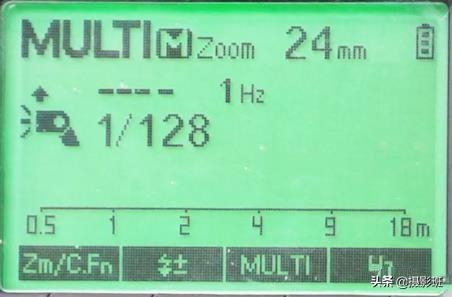 MULTI M Zoom 24mm
---- 1Hz
1/128
0.5 1 2 4 9 18m
Zm/C.Fn ± MULTI
头条 @摄影斑